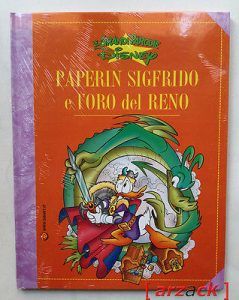 LE GRANDI PARODIE
DISNEY
PAPERIN SIGFRIDO
e l'ORO del RENO
[arzack]